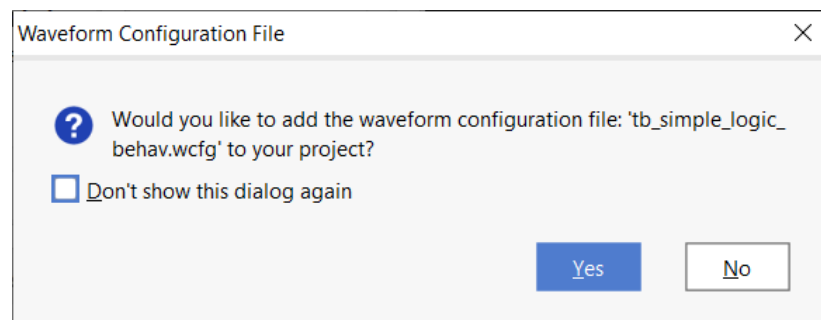 Waveform Configuration File
Would you like to add the waveform configuration file: 'tb_simple_logic_
behav.wcfg' to your project?
Don't show this dialog again
Yes No